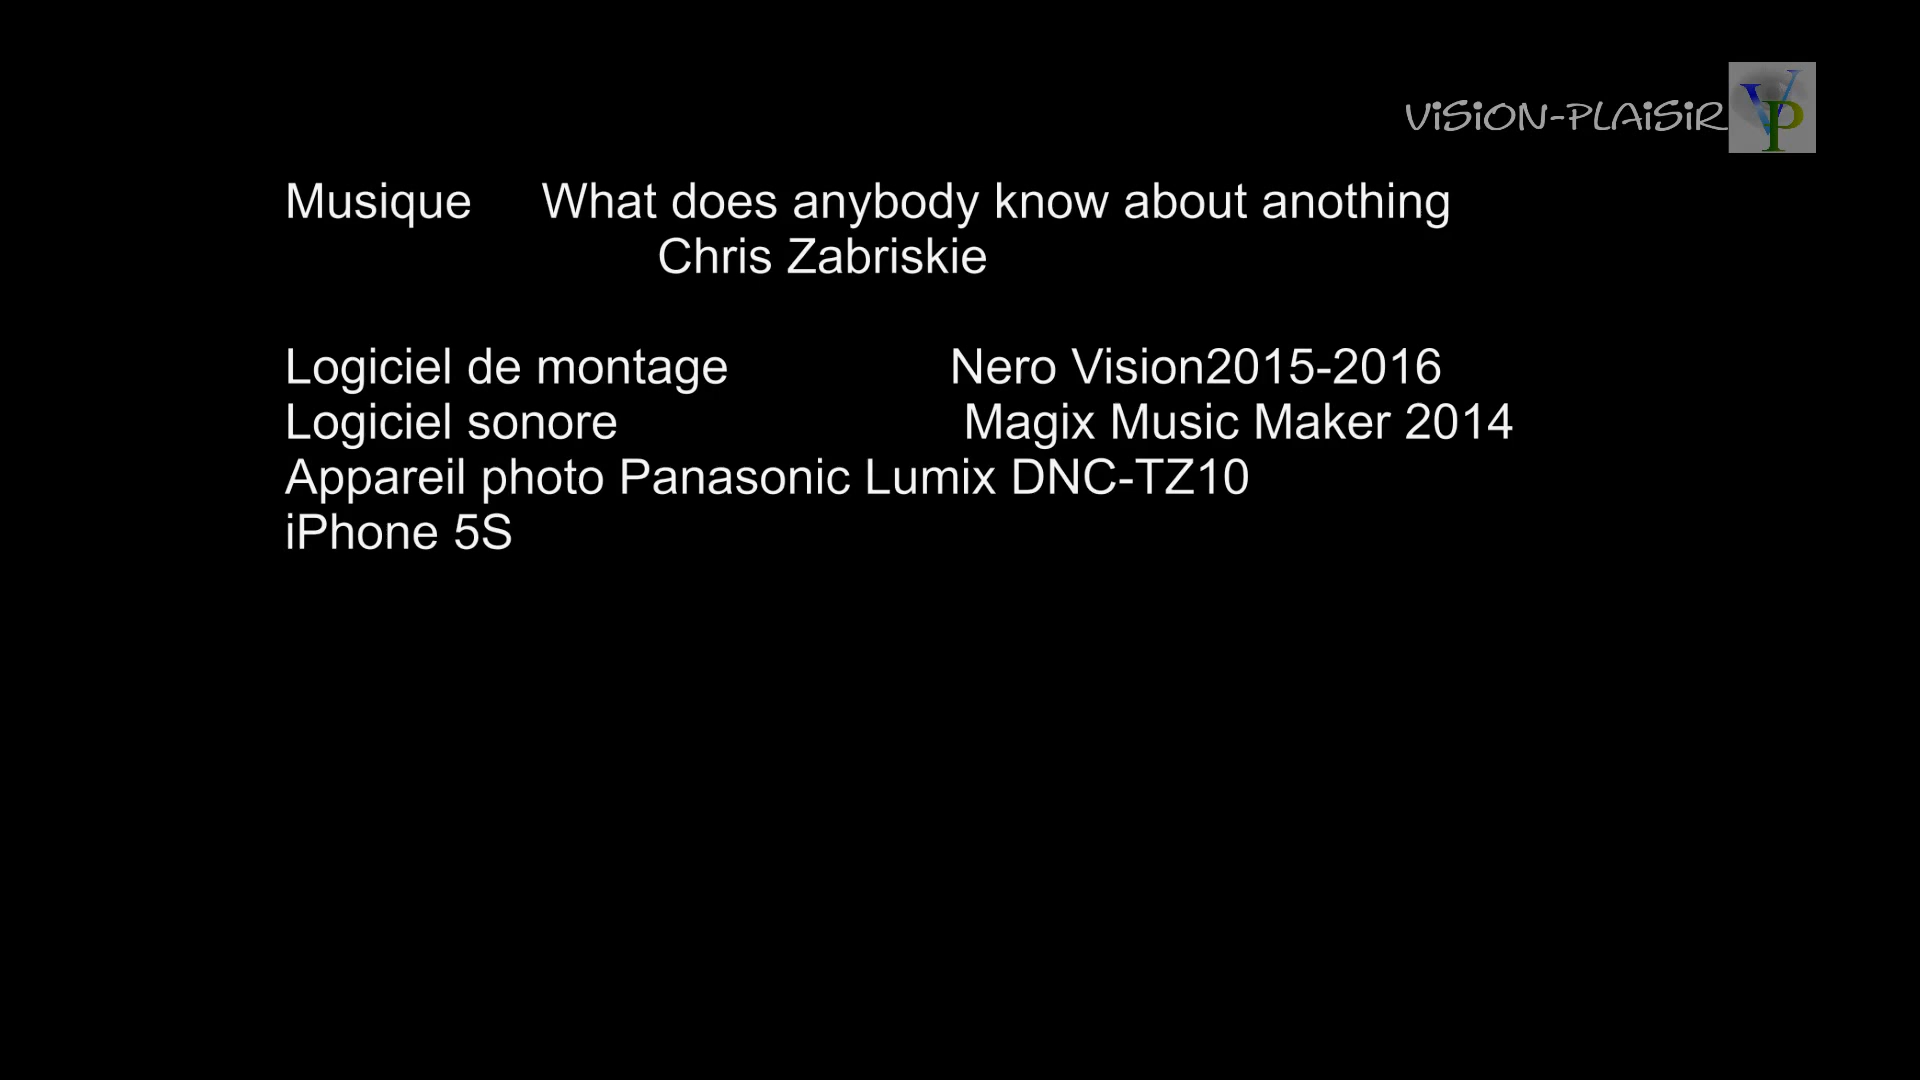 ViSiON-PLAiSiR VP
Musique What does anybody know about anothing
Chris Zabriskie
Logiciel de montage Nero Vision2015-2016
Logiciel sonore Magix Music Maker 2014
Appareil photo Panasonic Lumix DNC-TZ10
iPhone 5S